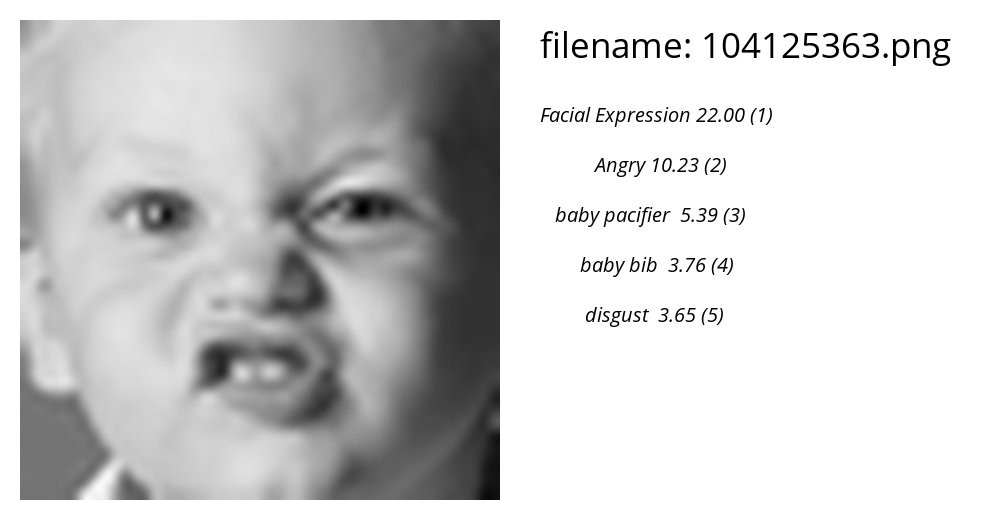 filename: 104125363.png
Facial Expression 22.00 (1)
Angry 10.23 (2)
baby pacifier 5.39 (3)
baby bib 3.76 (4)
disgust 3.65 (5)